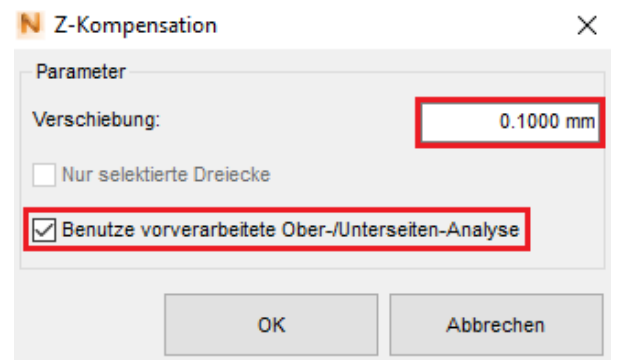 N Z-Kompensation
Parameter
Verschiebung: 0.1000 mm
Nur selektierte Dreiecke
Benutze vorverarbeitete Ober-/Unterseiten-Analyse
OK Abbrechen